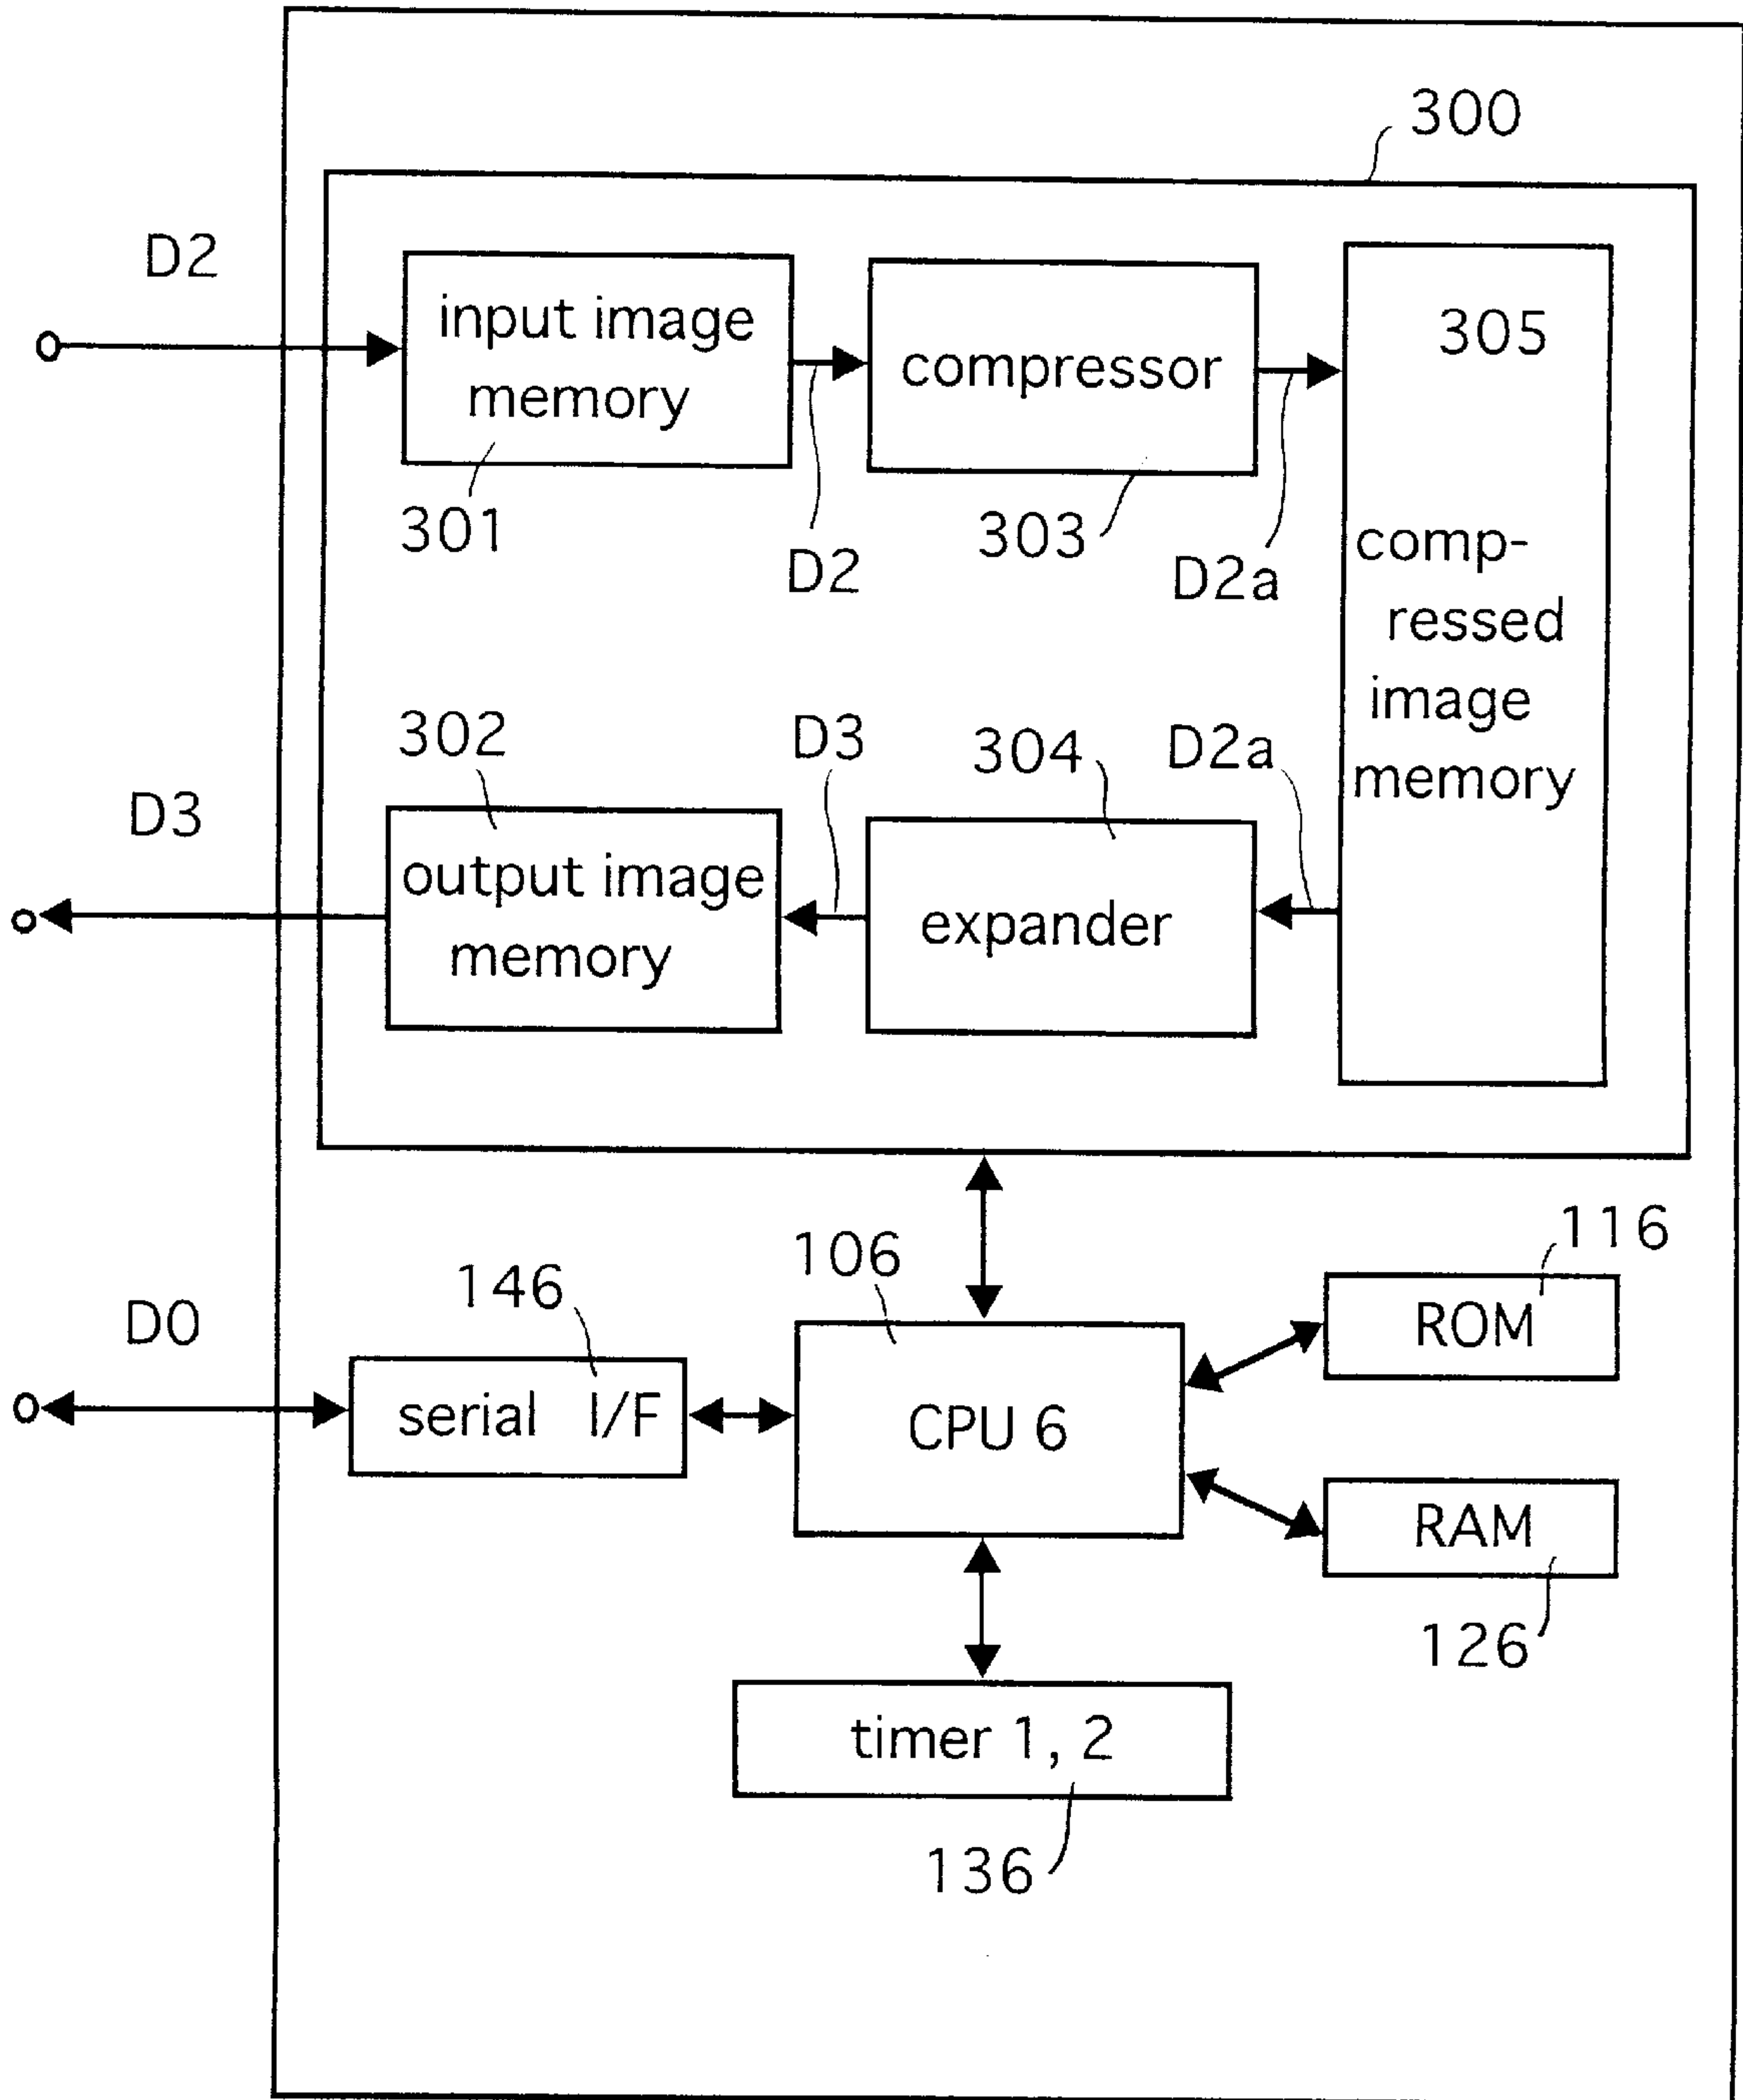 300
D2
input image
memory
compressor
305
301
D2
303
D2a
comp-
ressed
image
memory
302
D3
304
D2a
D3
output image
memory
expander
106
116
146
D0
ROM
serial I/F
CPU 6
RAM
126
timer 1, 2
136